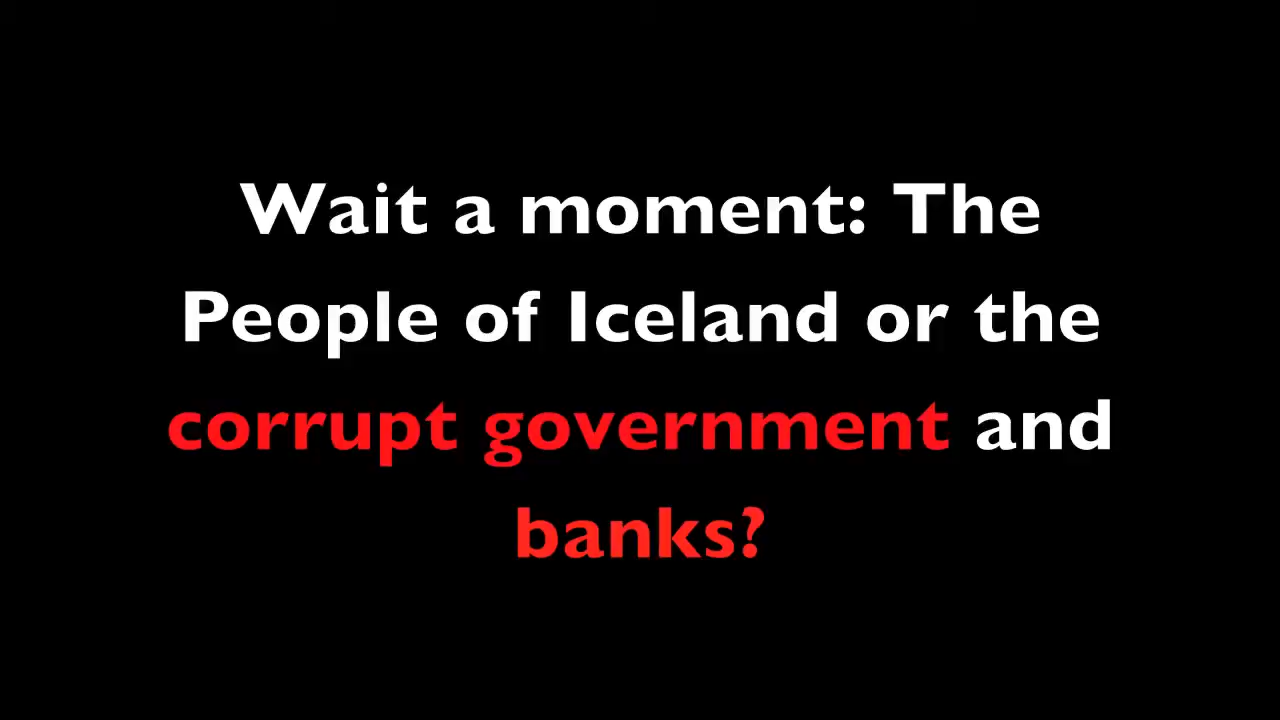 Wait a moment: The
People of Iceland or the
corrupt government and
banks?